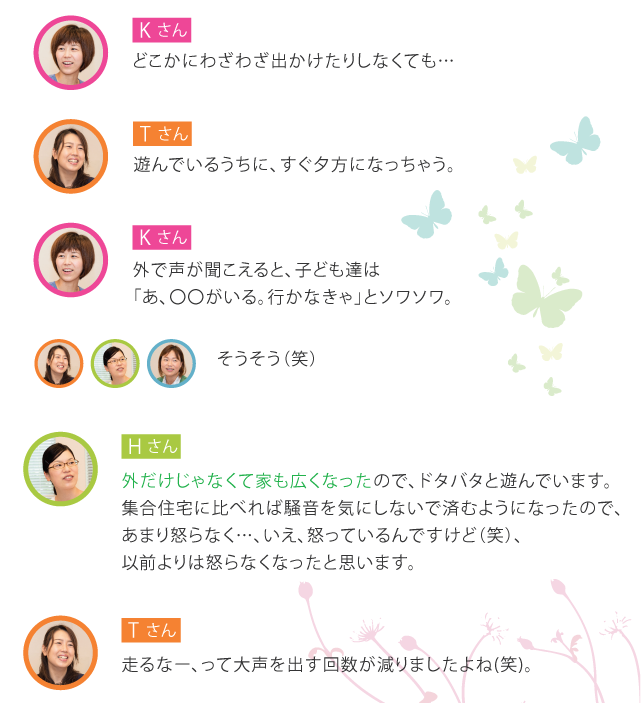 Kさん
どこかにわざわざ出かけたりしなくても…
Tさん
遊んでいるうちに、すぐ夕方になっちゃう。
Kさん
外で声が聞こえると、子ども達は
「あ、〇〇がいる。行かなきゃ」とソワソワ。
そうそう（笑）
Hさん
外だけじゃなくて家も広くなったので、ドタバタと遊んでいます。
集合住宅に比べれば騒音を気にしないで済むようになったので、
あまり怒らなく…、いえ、怒っているんですけど（笑）、
以前よりは怒らなくなったと思います。
Tさん
走るなー、って大声を出す回数が減りましたよね(笑)。